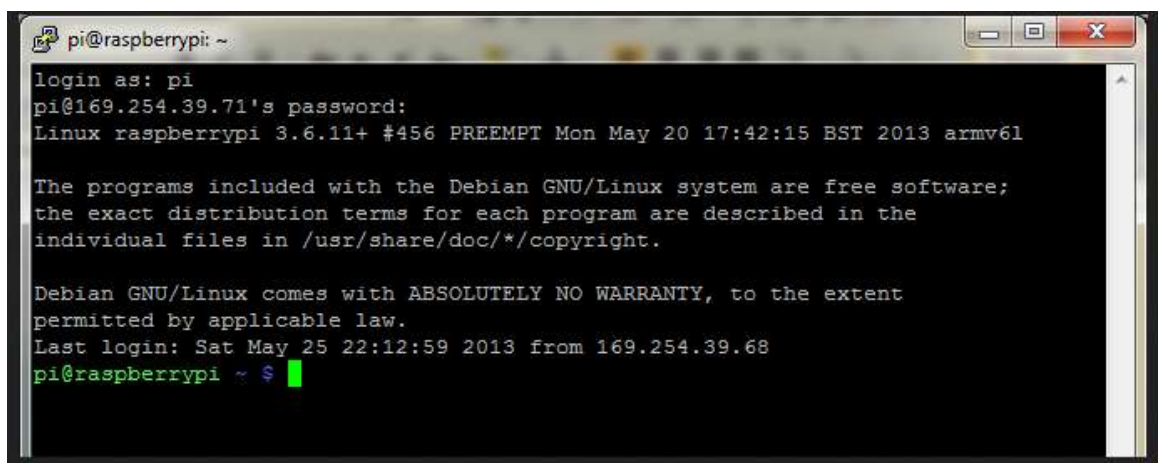 pi@raspberrypi: ~
login as: pi
pi@169.254.39.71's password:
Linux raspberrypi 3.6.11+ #456 PREEMPT Mon May 20 17:42:15 BST 2013 armv6l
The programs included with the Debian GNU/Linux system are free software;
the exact distribution terms for each program are described in the
individual files in /usr/share/doc/*/copyright.
Debian GNU/Linux comes with ABSOLUTELY NO WARRANTY, to the extent
permitted by applicable law.
Last login: Sat May 25 22:12:59 2013 from 169.254.39.68
pi@raspberrypi ~ $